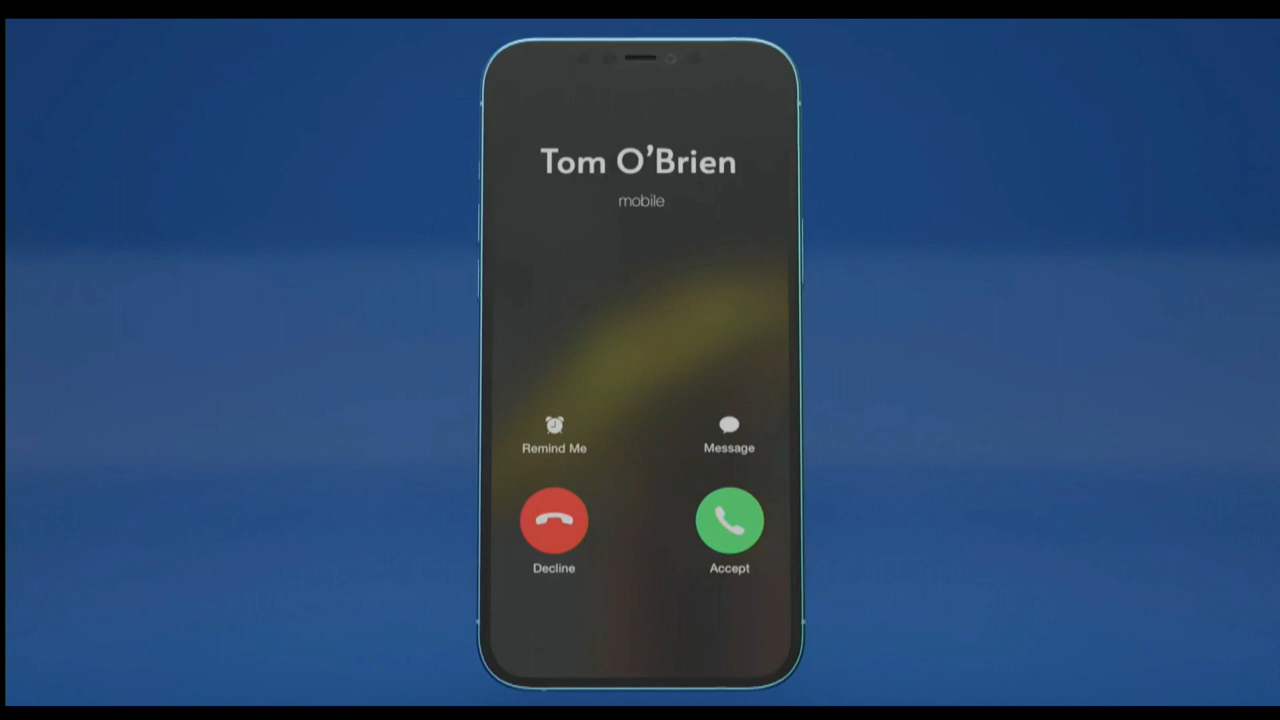 Tom O’Brien
mobile
Remind Me
Message
Decline
Accept